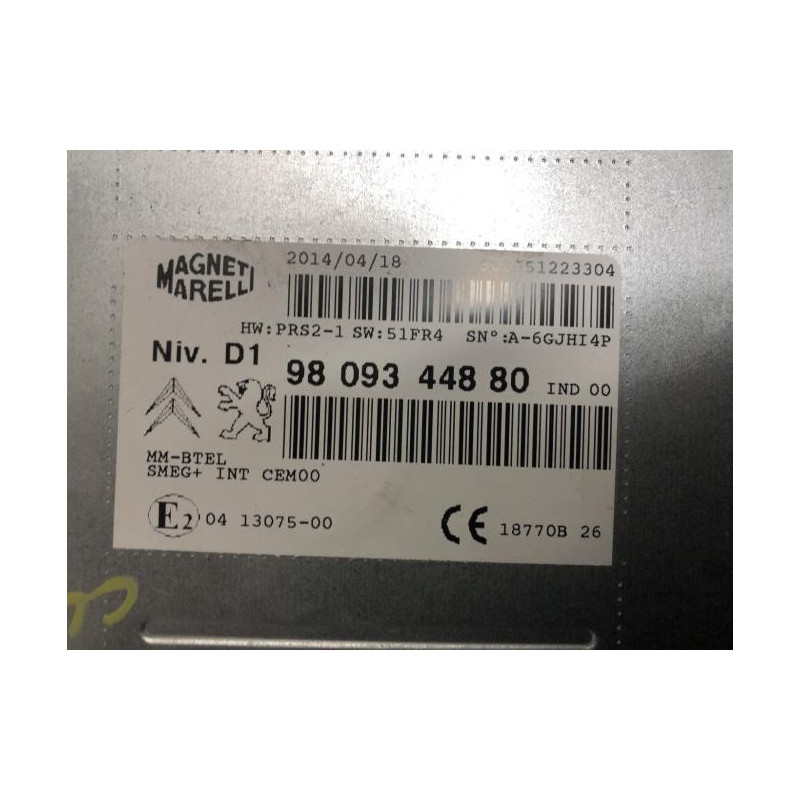 MAGNETI
MARELLI
2014/04/18
51223304
HW:PRS2-1 SW:51FR4 SN°:A-6GJHI4P
Niv. D1
98 093 448 80 IND 00
MM-BTEL
SMEG+ INT CEM00
E2 04 13075-00
CE 18770B 26